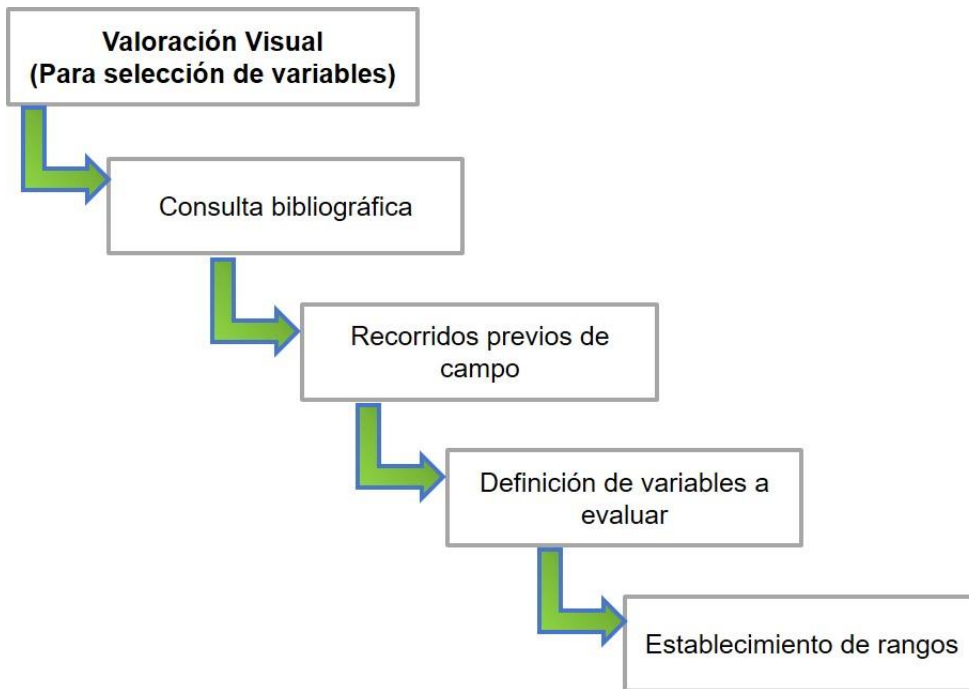 Valoración Visual
(Para selección de variables)
Consulta bibliográfica
Recorridos previos de
campo
Definición de variables a
evaluar
Establecimiento de rangos